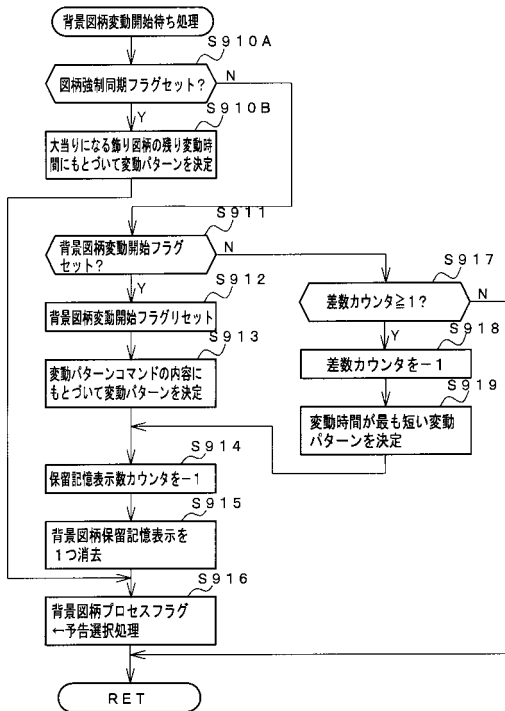 背景図柄変動開始待ち処理
S910A
図柄強制同期フラグセット?
N
Y
S910B
大当りになる飾り図柄の残り変動時
間にもとづいて変動パターンを決定
S911
背景図柄変動開始フラグ
セット?
N
Y
S912
背景図柄変動開始フラグリセット
S913
変動パターンコマンドの内容に
もとづいて変動パターンを決定
S917
差数カウンタ≧1?
N
Y
S918
差数カウンタを-1
S919
変動時間が最も短い変動
パターンを決定
S914
保留記憶表示数カウンタを-1
S915
背景図柄保留記憶表示を
1つ消去
S916
背景図柄プロセスフラグ
←予告選択処理
RET